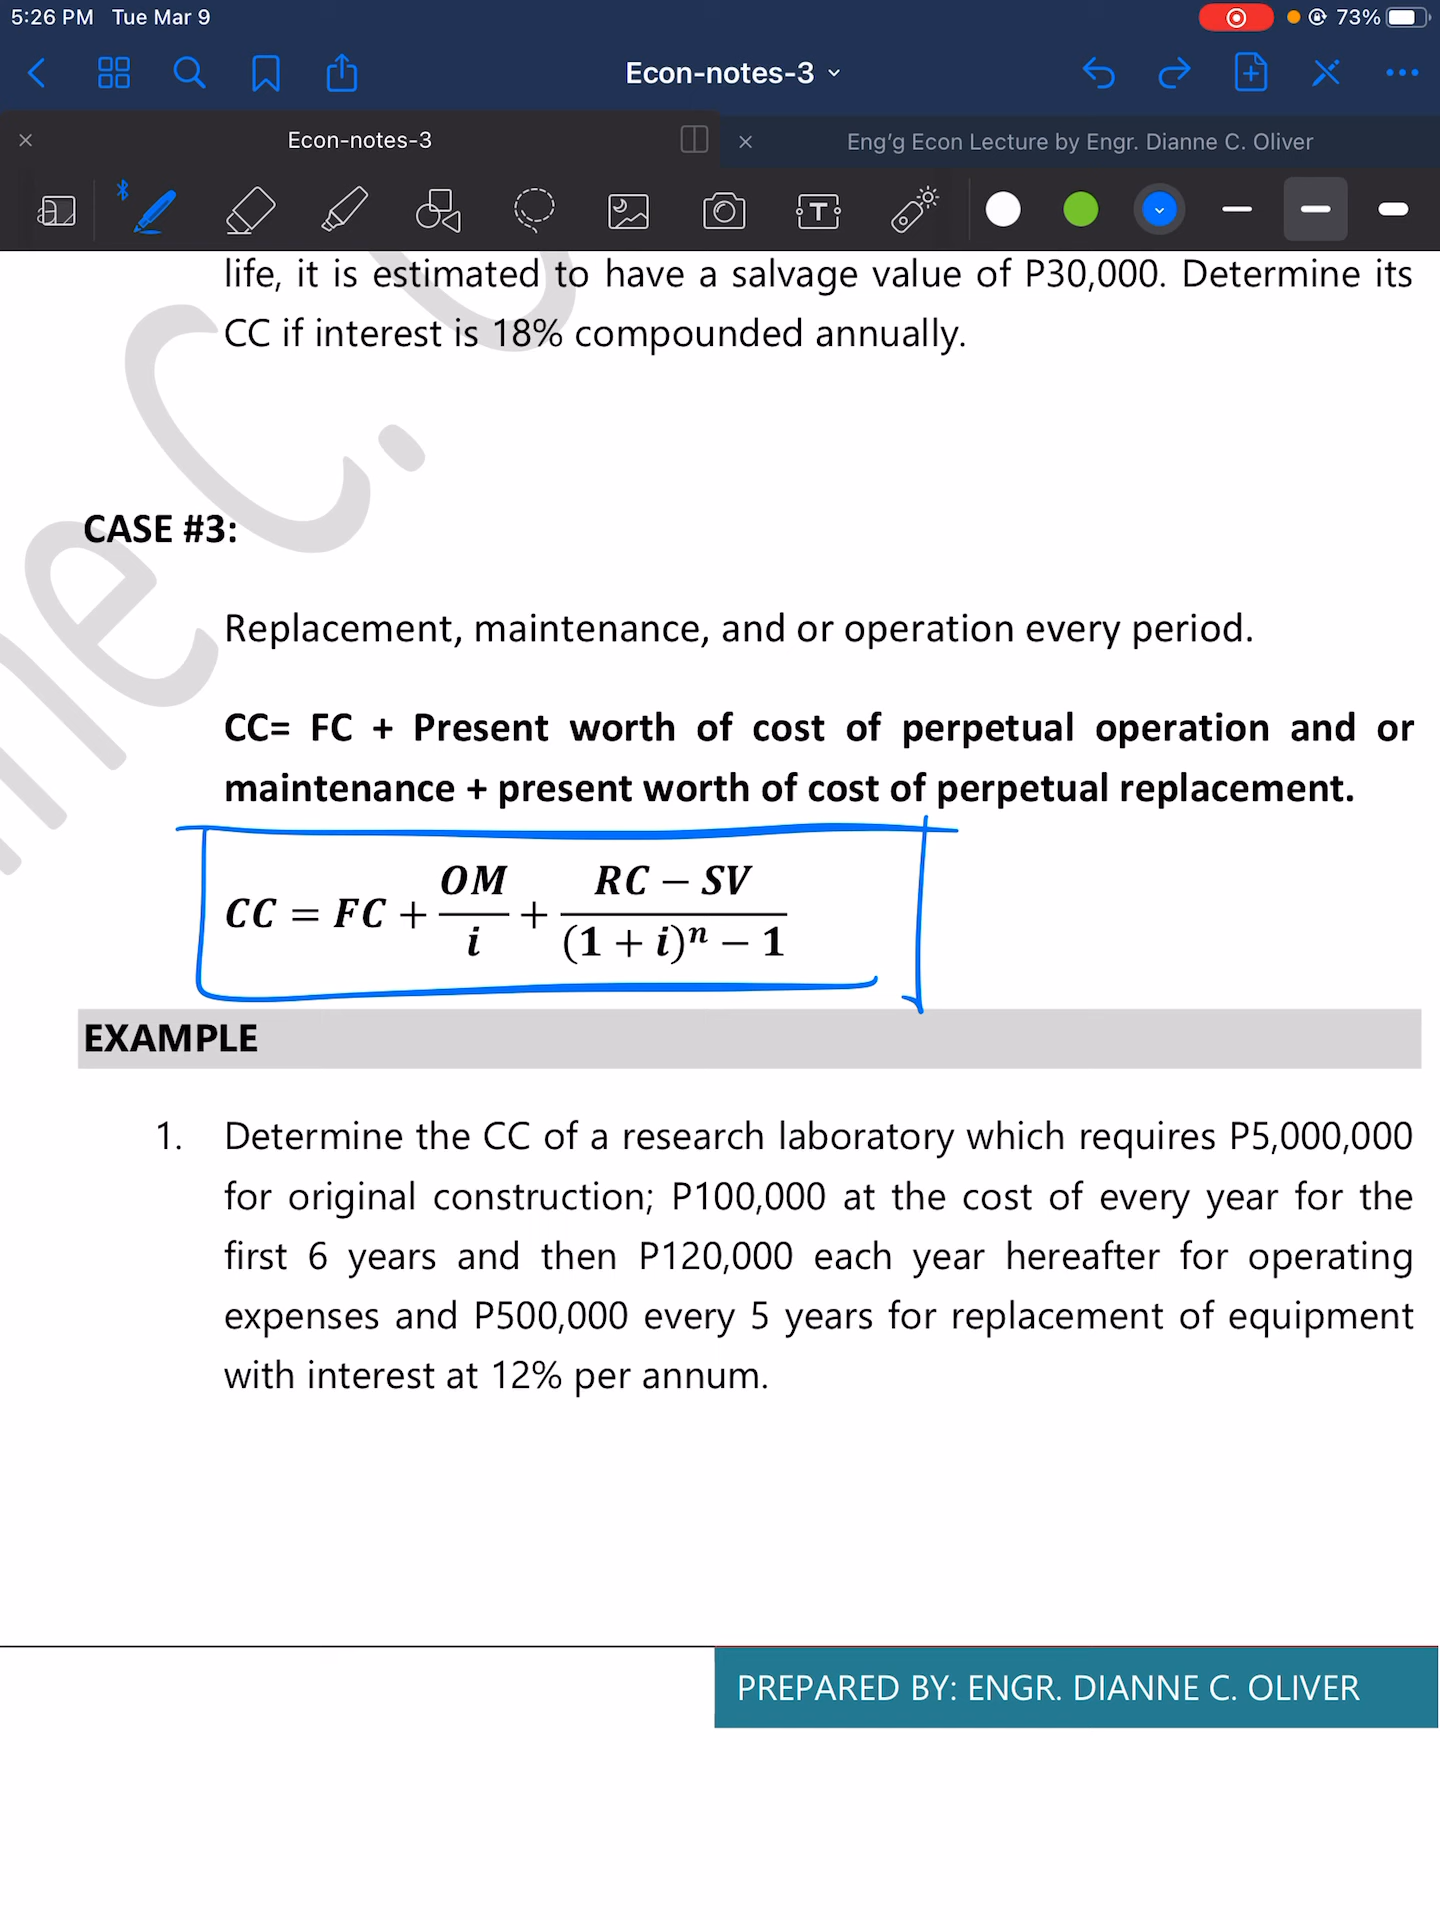 5:26 PM Tue Mar 9
73%
Econ-notes-3
Econ-notes-3
Eng'g Econ Lecture by Engr. Dianne C. Oliver
life, it is estimated to have a salvage value of P30,000. Determine its
CC if interest is 18% compounded annually.
CASE #3:
Replacement, maintenance, and or operation every period.
CC= FC + Present worth of cost of perpetual operation and or
maintenance + present worth of cost of perpetual replacement.
CC = FC + OM/i + (RC − SV)/((1 + i)^n − 1)
EXAMPLE
1. Determine the CC of a research laboratory which requires P5,000,000
for original construction; P100,000 at the cost of every year for the
first 6 years and then P120,000 each year hereafter for operating
expenses and P500,000 every 5 years for replacement of equipment
with interest at 12% per annum.
PREPARED BY: ENGR. DIANNE C. OLIVER